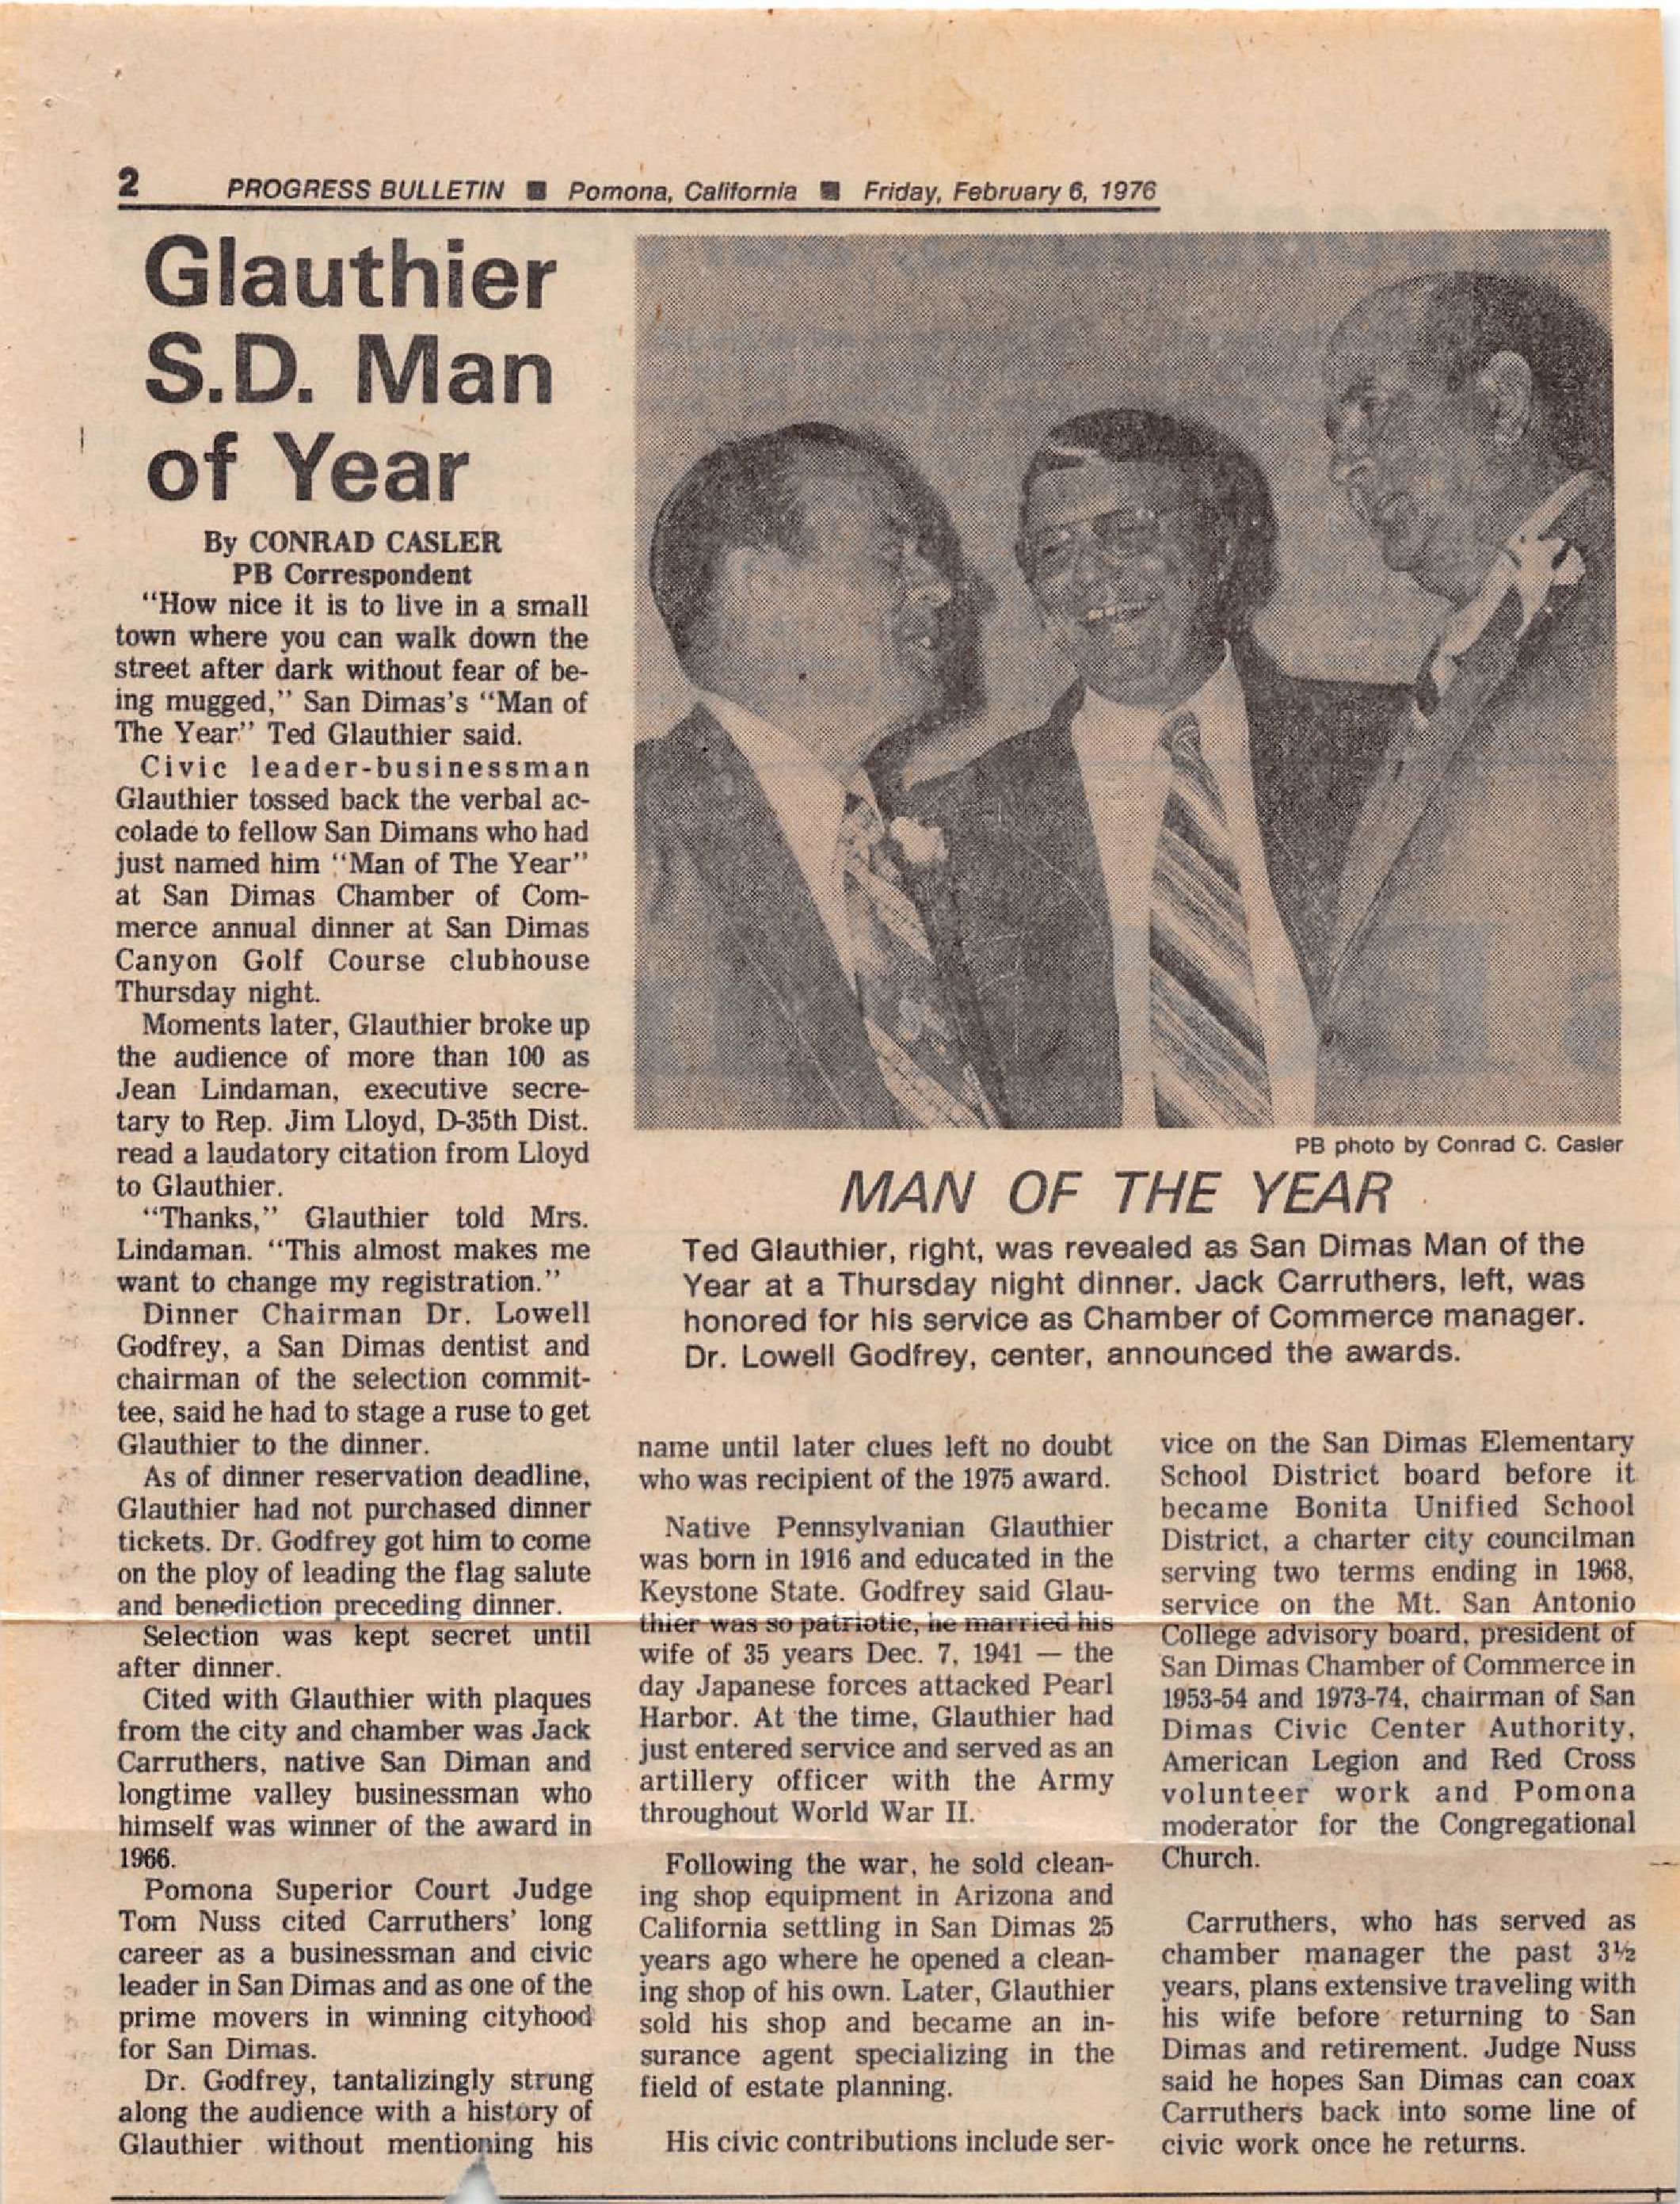 2 PROGRESS BULLETIN ■ Pomona, California ■ Friday, February 6, 1976
Glauthier
S.D. Man
of Year
By CONRAD CASLER
PB Correspondent
"How nice it is to live in a small
town where you can walk down the
street after dark without fear of be-
ing mugged," San Dimas's "Man of
The Year" Ted Glauthier said.
Civic leader-businessman
Glauthier tossed back the verbal ac-
colade to fellow San Dimans who had
just named him "Man of The Year"
at San Dimas Chamber of Com-
merce annual dinner at San Dimas
Canyon Golf Course clubhouse
Thursday night.
Moments later, Glauthier broke up
the audience of more than 100 as
Jean Lindaman, executive secre-
tary to Rep. Jim Lloyd, D-35th Dist.
read a laudatory citation from Lloyd
to Glauthier.
"Thanks," Glauthier told Mrs.
Lindaman. "This almost makes me
want to change my registration."
Dinner Chairman Dr. Lowell
Godfrey, a San Dimas dentist and
chairman of the selection commit-
tee, said he had to stage a ruse to get
Glauthier to the dinner.
As of dinner reservation deadline,
Glauthier had not purchased dinner
tickets. Dr. Godfrey got him to come
on the ploy of leading the flag salute
and benediction preceding dinner.
Selection was kept secret until
after dinner.
Cited with Glauthier with plaques
from the city and chamber was Jack
Carruthers, native San Diman and
longtime valley businessman who
himself was winner of the award in
1966.
Pomona Superior Court Judge
Tom Nuss cited Carruthers' long
career as a businessman and civic
leader in San Dimas and as one of the
prime movers in winning cityhood
for San Dimas.
Dr. Godfrey, tantalizingly strung
along the audience with a history of
Glauthier without mentioning his
PB photo by Conrad C. Casler
MAN OF THE YEAR
Ted Glauthier, right, was revealed as San Dimas Man of the
Year at a Thursday night dinner. Jack Carruthers, left, was
honored for his service as Chamber of Commerce manager.
Dr. Lowell Godfrey, center, announced the awards.
name until later clues left no doubt
who was recipient of the 1975 award.
Native Pennsylvanian Glauthier
was born in 1916 and educated in the
Keystone State. Godfrey said Glau-
thier was so patriotic, he married his
wife of 35 years Dec. 7, 1941 — the
day Japanese forces attacked Pearl
Harbor. At the time, Glauthier had
just entered service and served as an
artillery officer with the Army
throughout World War II.
Following the war, he sold clean-
ing shop equipment in Arizona and
California settling in San Dimas 25
years ago where he opened a clean-
ing shop of his own. Later, Glauthier
sold his shop and became an in-
surance agent specializing in the
field of estate planning.
His civic contributions include ser-
vice on the San Dimas Elementary
School District board before it
became Bonita Unified School
District, a charter city councilman
serving two terms ending in 1968,
service on the Mt. San Antonio
College advisory board, president of
San Dimas Chamber of Commerce in
1953-54 and 1973-74, chairman of San
Dimas Civic Center Authority,
American Legion and Red Cross
volunteer work and Pomona
moderator for the Congregational
Church.
Carruthers, who has served as
chamber manager the past 3½
years, plans extensive traveling with
his wife before returning to San
Dimas and retirement. Judge Nuss
said he hopes San Dimas can coax
Carruthers back into some line of
civic work once he returns.